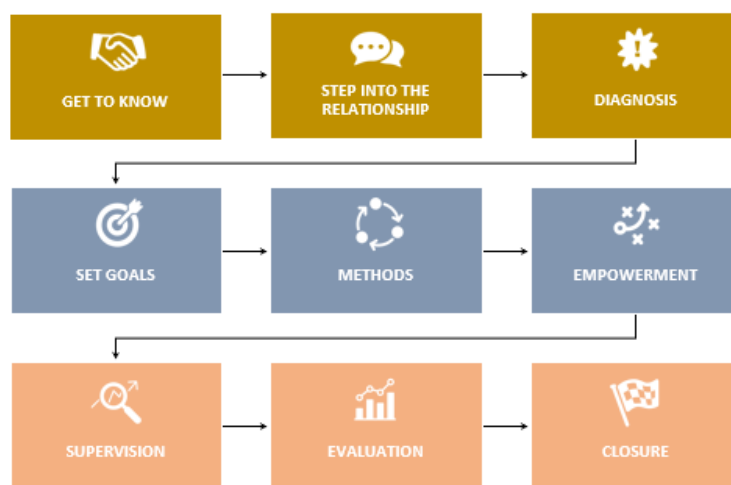 GET TO KNOW
STEP INTO THE
RELATIONSHIP
DIAGNOSIS
SET GOALS
METHODS
EMPOWERMENT
SUPERVISION
EVALUATION
CLOSURE